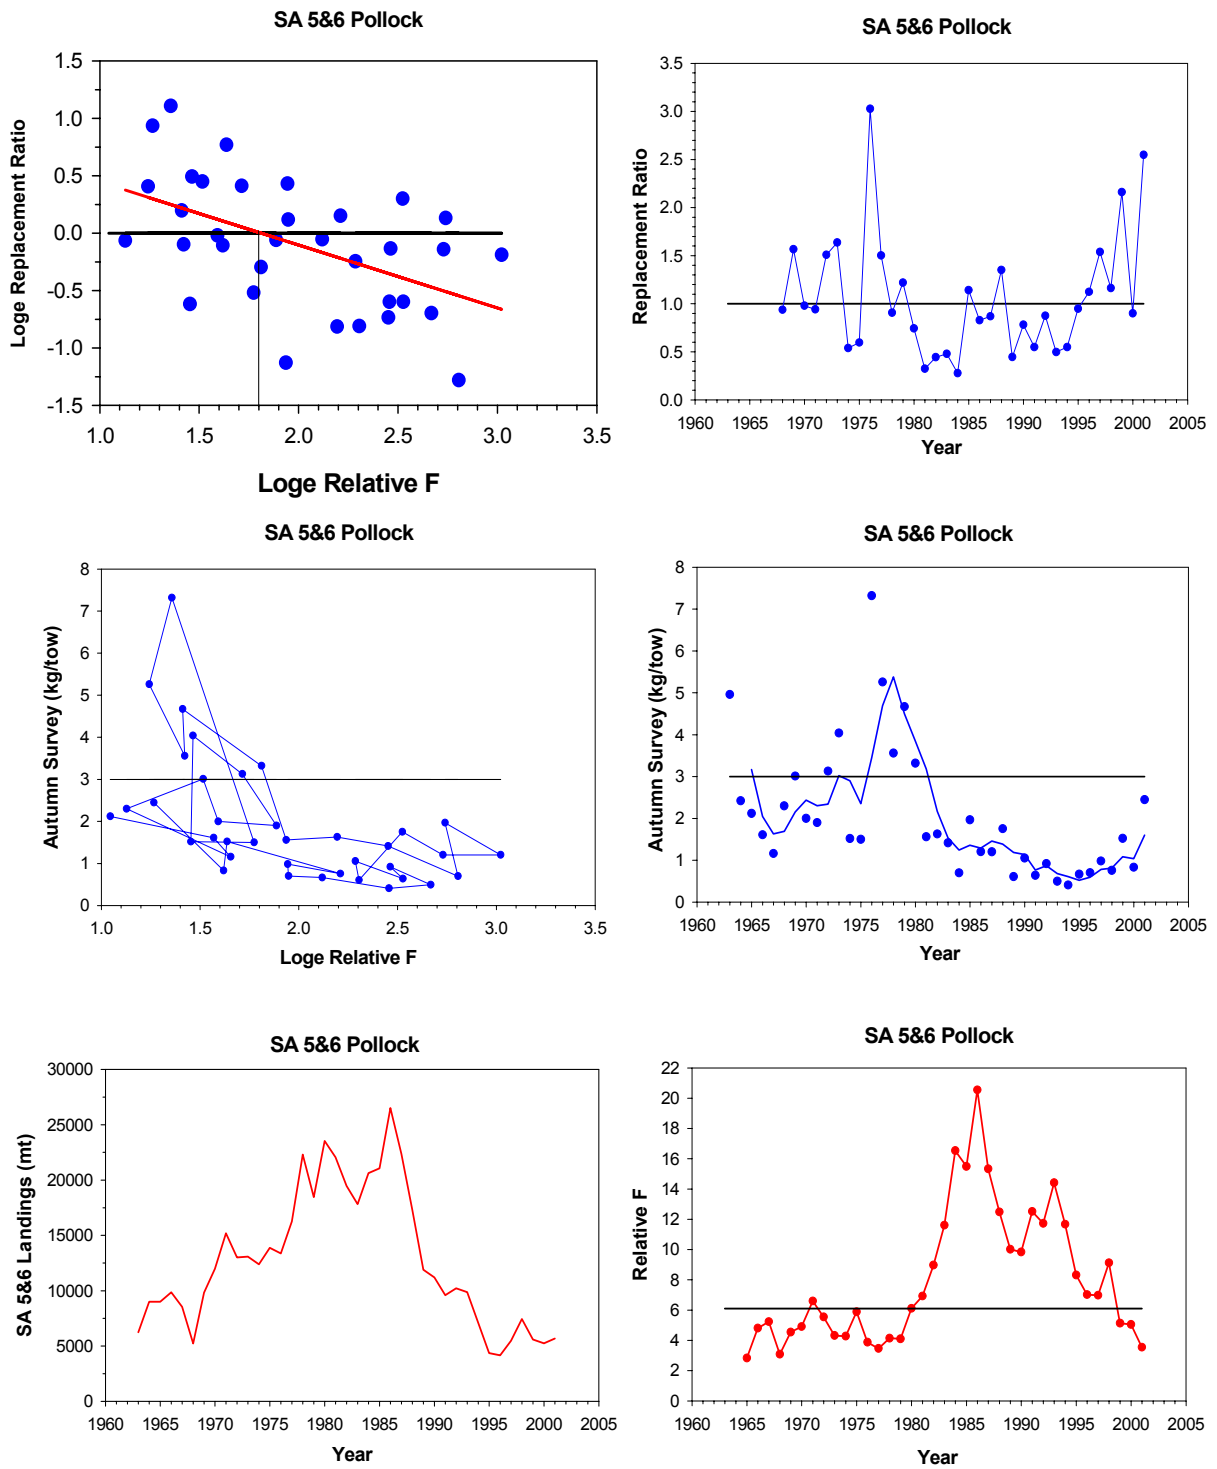 SA 5&6 Pollock
Loge Replacement Ratio
1.5
1.0
0.5
0.0
-0.5
-1.0
-1.5
1.0 1.5 2.0 2.5 3.0 3.5
Loge Relative F
SA 5&6 Pollock
Replacement Ratio
3.5
3.0
2.5
2.0
1.5
1.0
0.5
0.0
1960 1965 1970 1975 1980 1985 1990 1995 2000 2005
Year
SA 5&6 Pollock
Autumn Survey (kg/tow)
8
7
6
5
4
3
2
1
0
1.0 1.5 2.0 2.5 3.0 3.5
Loge Relative F
SA 5&6 Pollock
Autumn Survey (kg/tow)
8
7
6
5
4
3
2
1
0
1960 1965 1970 1975 1980 1985 1990 1995 2000 2005
Year
SA 5&6 Pollock
SA 5&6 Landings (mt)
30000
25000
20000
15000
10000
5000
0
1960 1965 1970 1975 1980 1985 1990 1995 2000 2005
Year
SA 5&6 Pollock
Relative F
22
20
18
16
14
12
10
8
6
4
2
0
1960 1965 1970 1975 1980 1985 1990 1995 2000 2005
Year